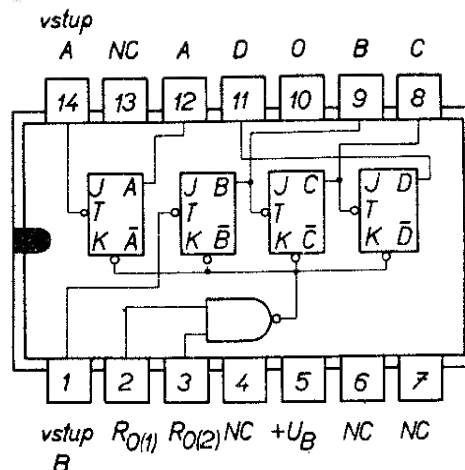 vstup
A NC A D O B C
14 13 12 11 10 9 8
J A J B J C J D
T T T T
K A̅ K B̅ K C̅ K D̅
1 2 3 4 5 6 7
vstup R0(1) R0(2) NC +UB NC NC
B